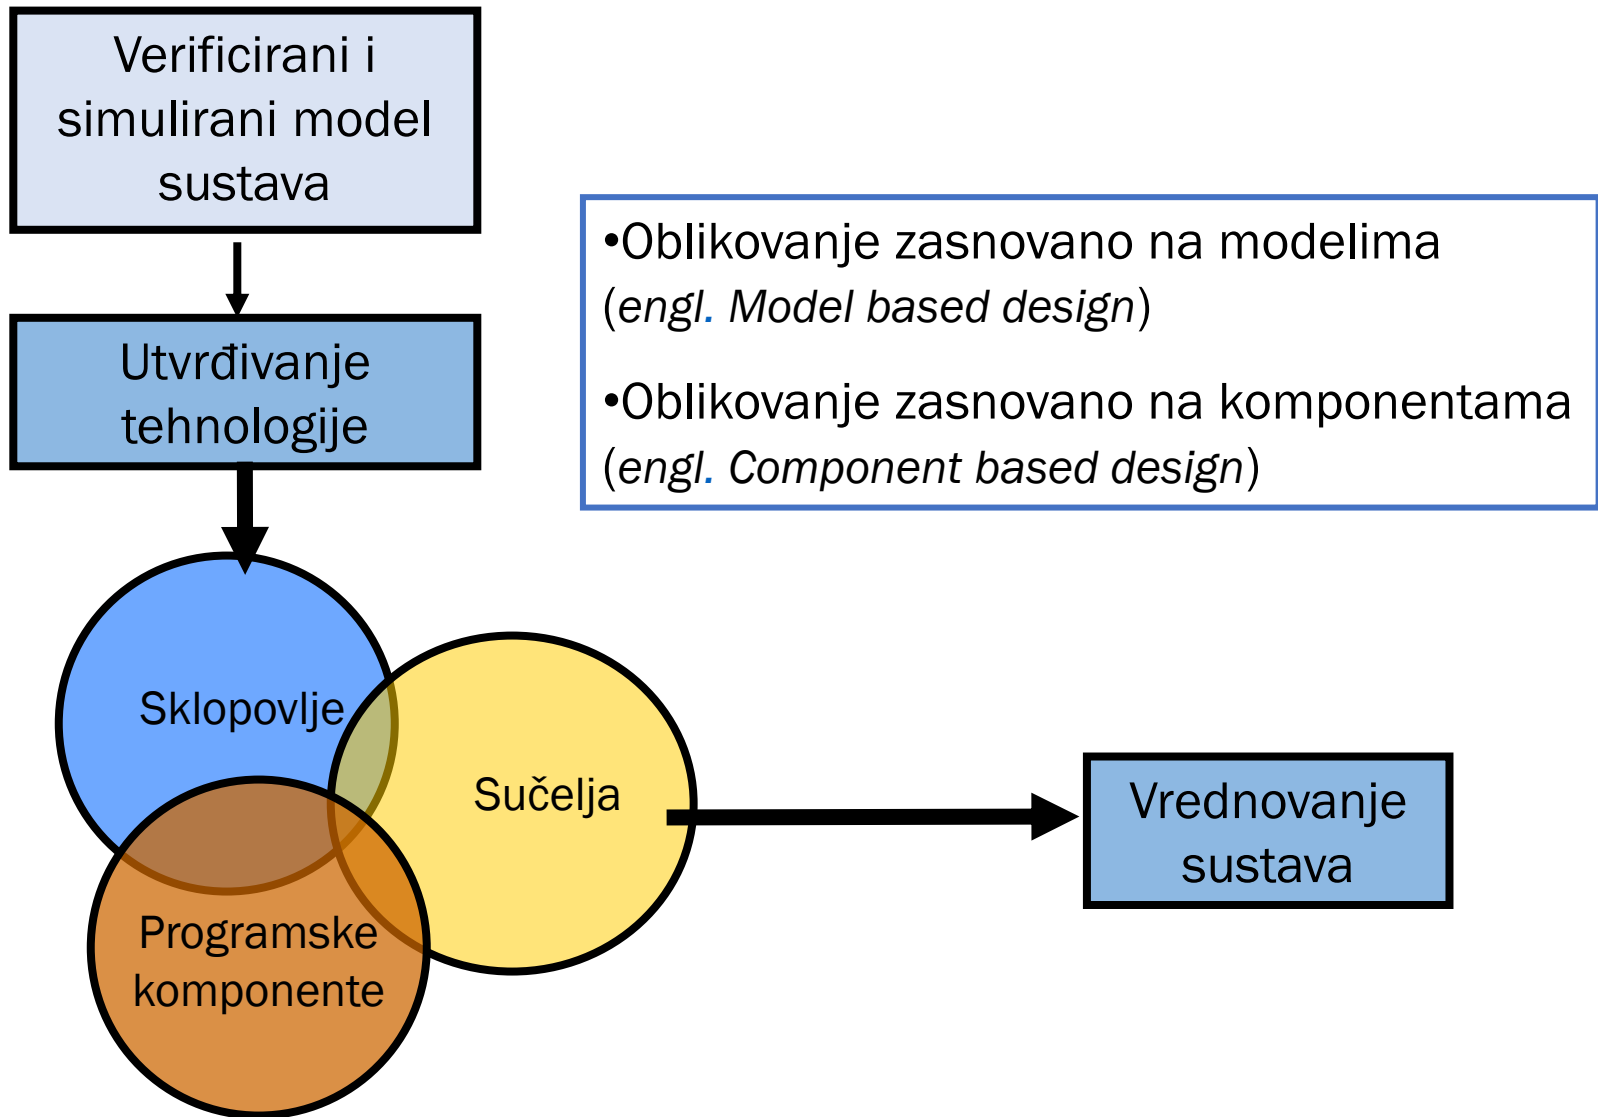 Verificirani i
simulirani model
sustava
Utvrđivanje
tehnologije
•Oblikovanje zasnovano na modelima
(engl. Model based design)
•Oblikovanje zasnovano na komponentama
(engl. Component based design)
Sklopovlje
Sučelja
Programske
komponente
Vrednovanje
sustava